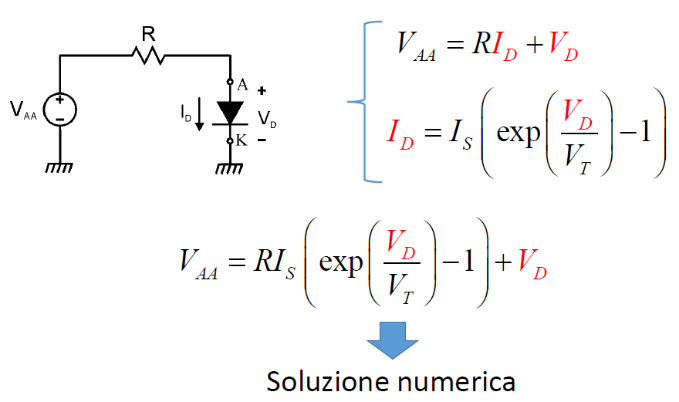 R
A
+
V_AA
+
−
I_D
V_D
K
−
V_AA = RI_D + V_D
I_D = I_S ( exp( V_D / V_T ) − 1 )
V_AA = RI_S ( exp( V_D / V_T ) − 1 ) + V_D
Soluzione numerica